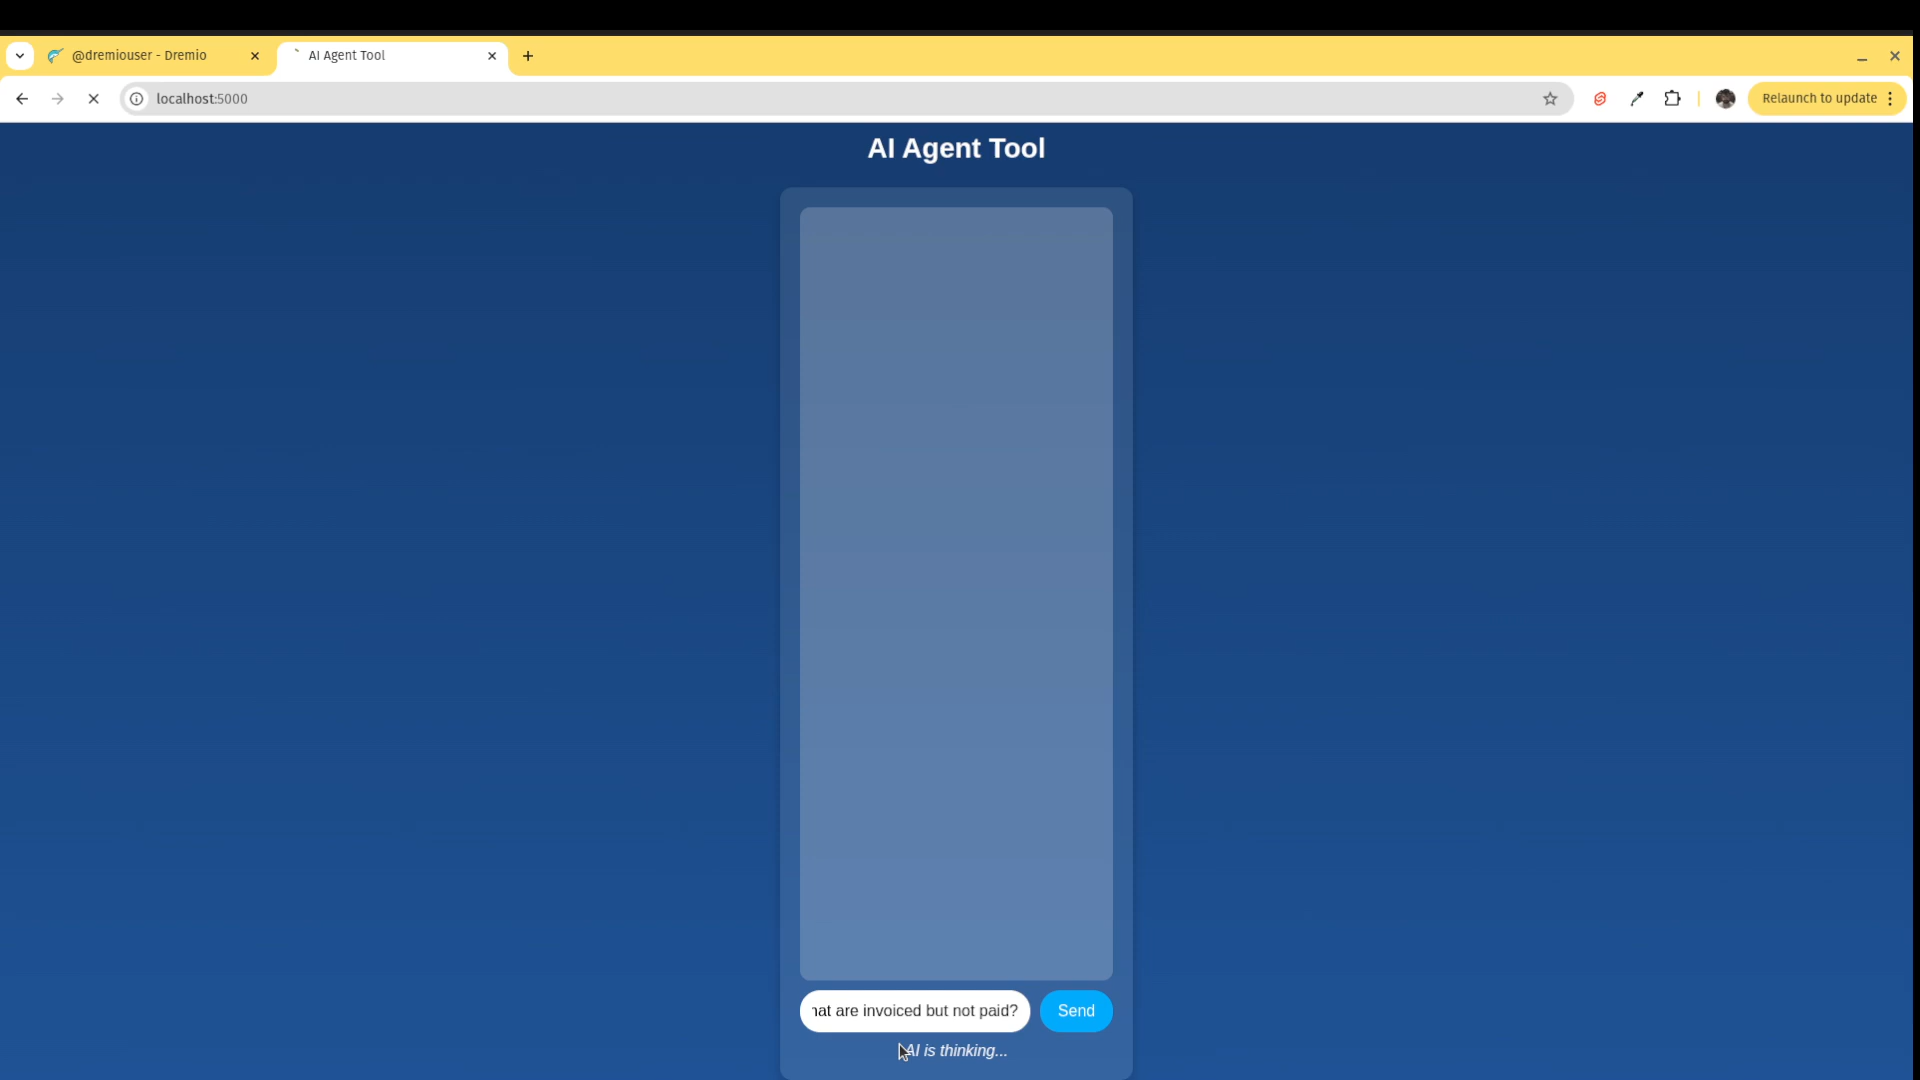 @dremiouser - Dremio
AI Agent Tool
localhost:5000
Relaunch to update
AI Agent Tool
are invoiced but not paid?
Send
AI is thinking...